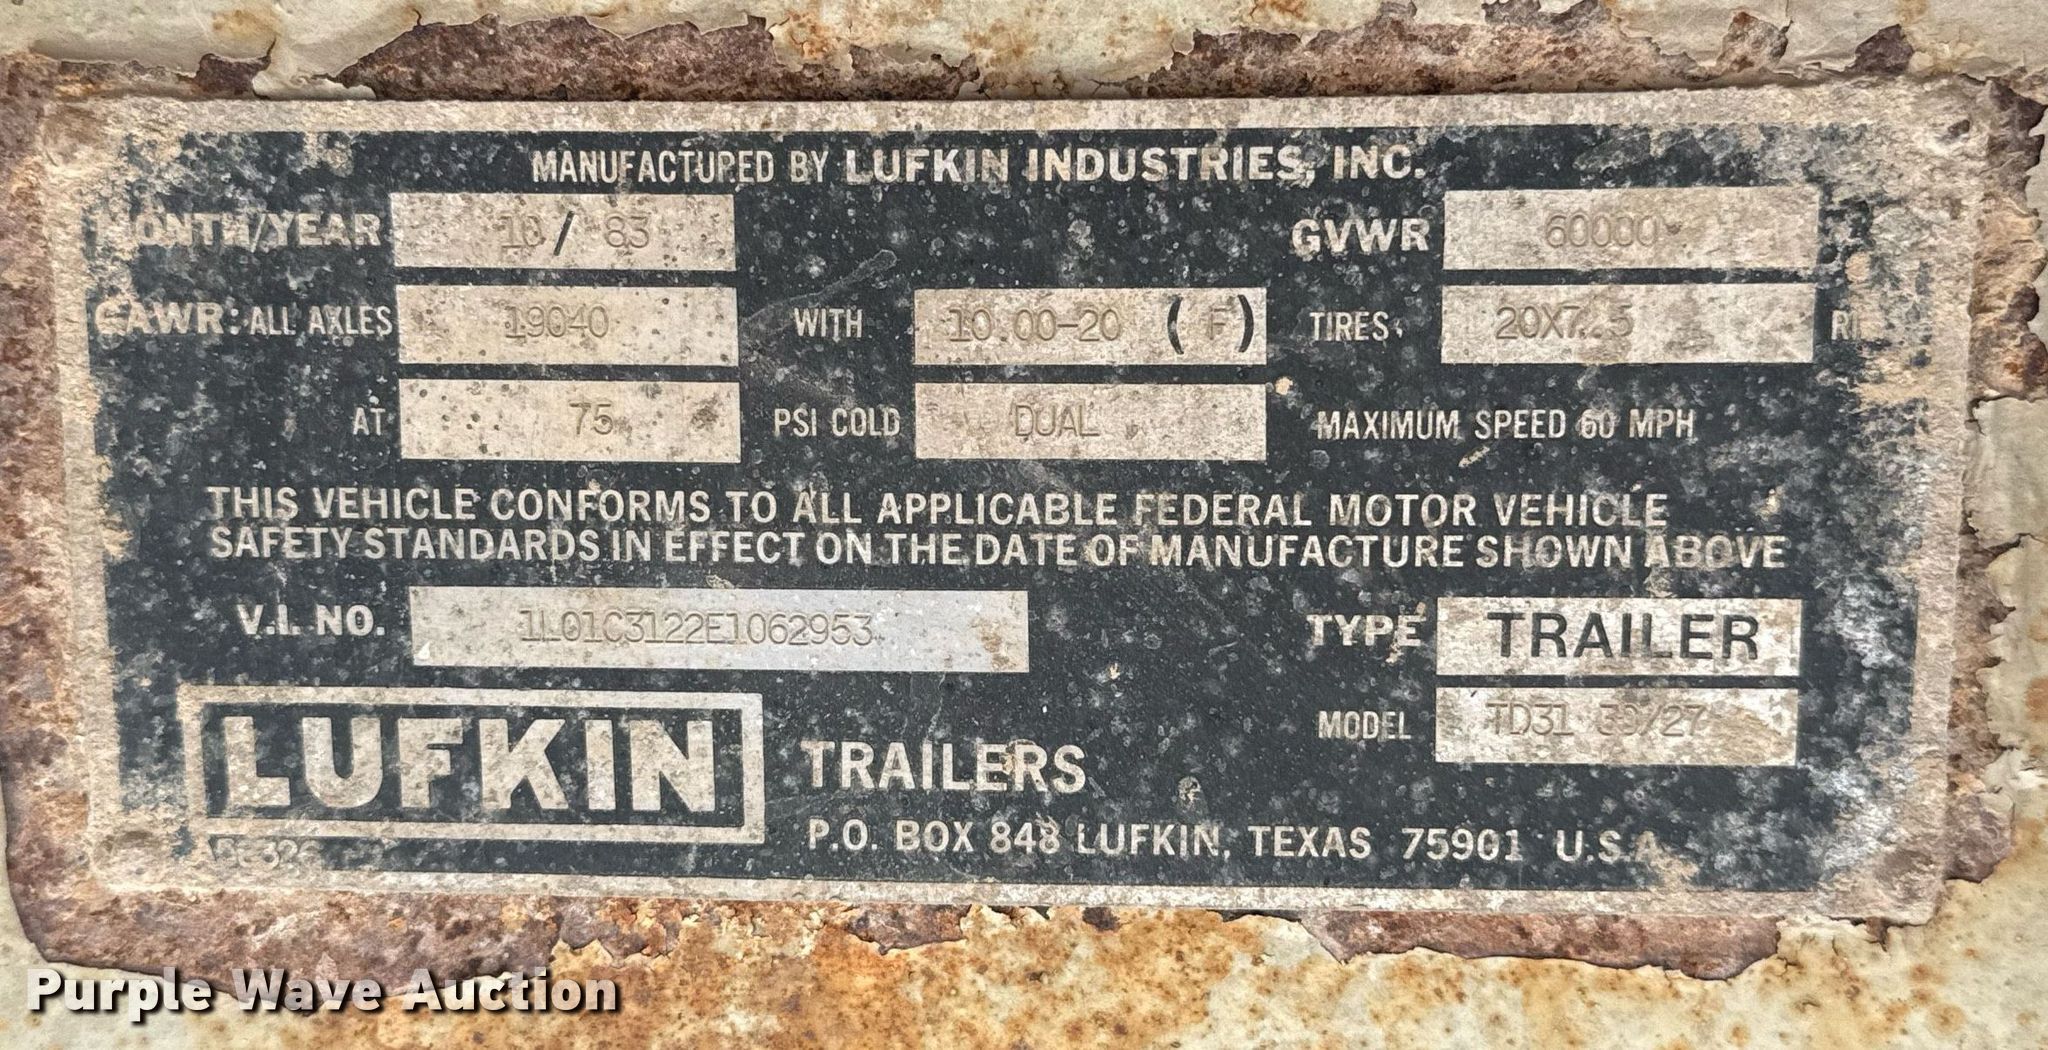 MANUFACTURED BY LUFKIN INDUSTRIES, INC.
MONTH/YEAR 10/ 83 GVWR 60000
GAWR: ALL AXLES 19040 WITH 10.00-20 (F) TIRES, 20X7.5
AT 75 PSI COLD DUAL MAXIMUM SPEED 60 MPH
THIS VEHICLE CONFORMS TO ALL APPLICABLE FEDERAL MOTOR VEHICLE
SAFETY STANDARDS IN EFFECT ON THE DATE OF MANUFACTURE SHOWN ABOVE
V.I. NO. 1L01C3122E1062953 TYPE TRAILER
MODEL TD31 30/27
LUFKIN TRAILERS
P.O. BOX 848 LUFKIN, TEXAS 75901 U.S.A.
Purple Wave Auction